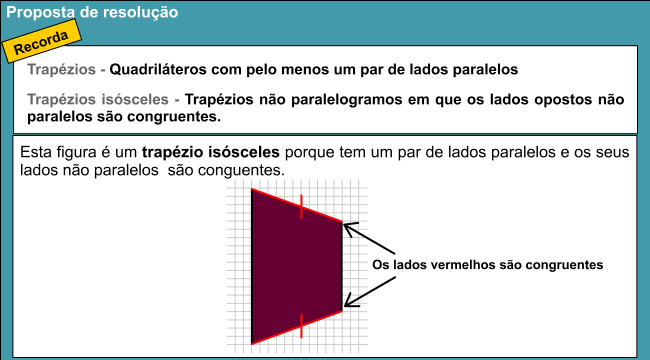 Proposta de resolução
Recorda
Trapézios - Quadriláteros com pelo menos um par de lados paralelos
Trapézios isósceles - Trapézios não paralelogramos em que os lados opostos não
paralelos são congruentes.
Esta figura é um trapézio isósceles porque tem um par de lados paralelos e os seus
lados não paralelos são conguentes.
Os lados vermelhos são congruentes